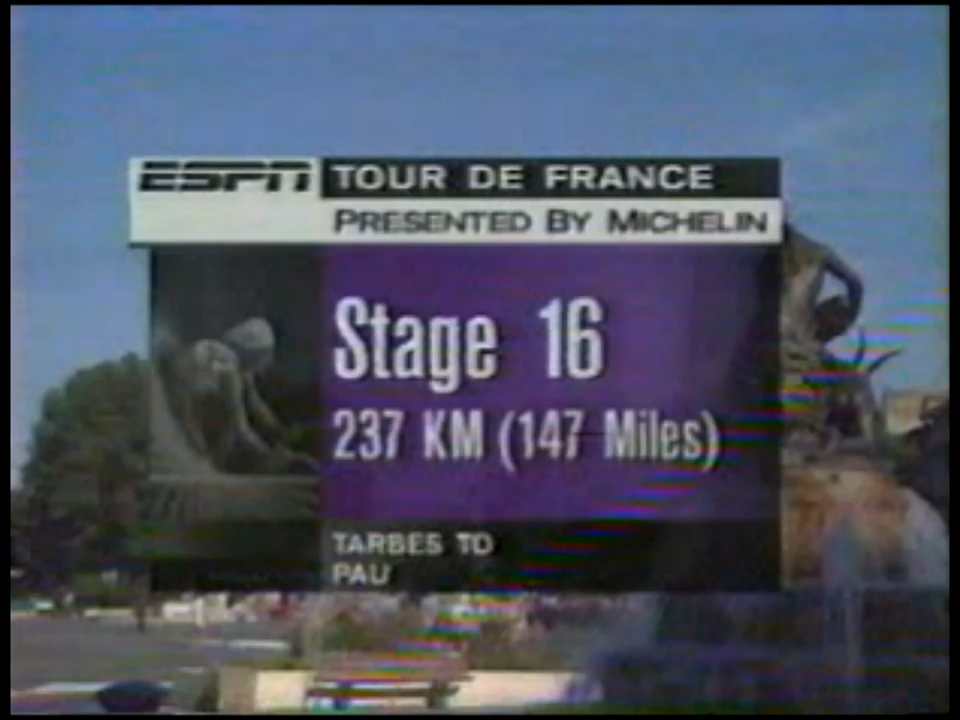 ESPN TOUR DE FRANCE
PRESENTED BY MICHELIN
Stage 16
237 KM (147 Miles)
TARBES TO
PAU